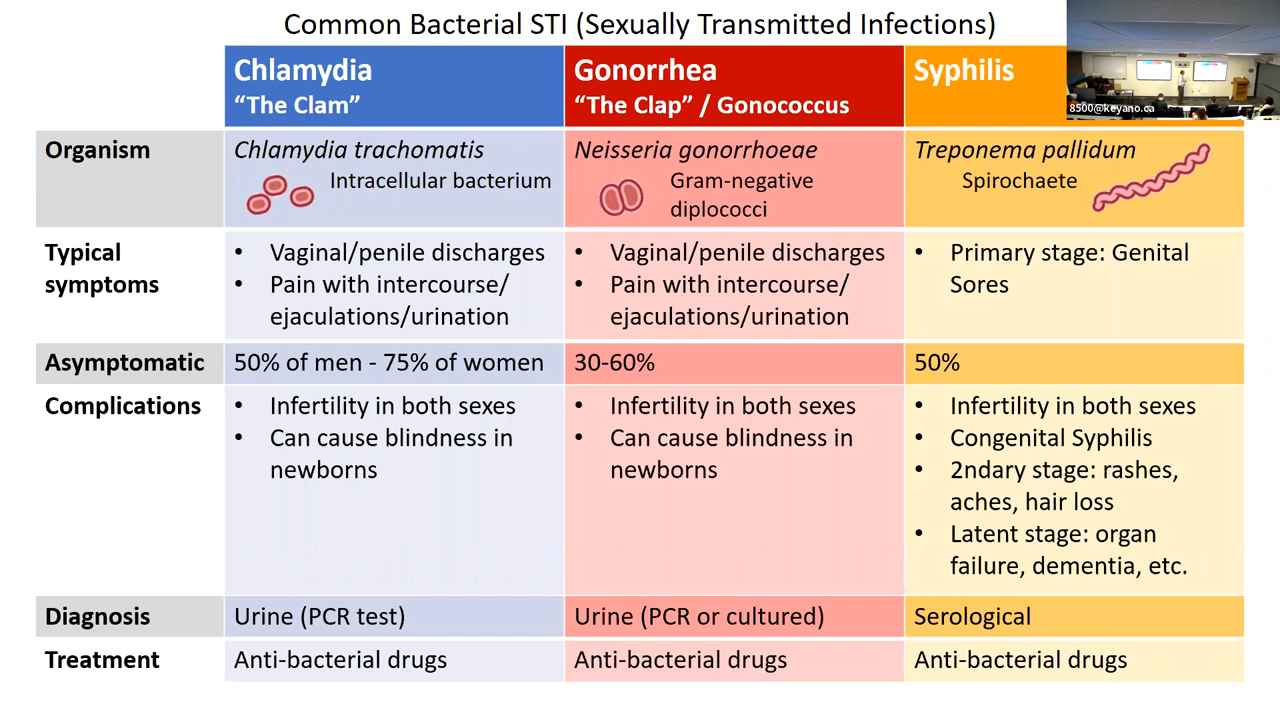 Common Bacterial STI (Sexually Transmitted Infections)
Chlamydia
“The Clam”
Gonorrhea
“The Clap” / Gonococcus
Syphilis
8500@keyano.ca
Organism
Chlamydia trachomatis
Intracellular bacterium
Neisseria gonorrhoeae
Gram-negative
diplococci
Treponema pallidum
Spirochaete
Typical
symptoms
• Vaginal/penile discharges
• Pain with intercourse/
ejaculations/urination
• Vaginal/penile discharges
• Pain with intercourse/
ejaculations/urination
• Primary stage: Genital
Sores
Asymptomatic
50% of men - 75% of women
30-60%
50%
Complications
• Infertility in both sexes
• Can cause blindness in
newborns
• Infertility in both sexes
• Can cause blindness in
newborns
• Infertility in both sexes
• Congenital Syphilis
• 2ndary stage: rashes,
aches, hair loss
• Latent stage: organ
failure, dementia, etc.
Diagnosis
Urine (PCR test)
Urine (PCR or cultured)
Serological
Treatment
Anti-bacterial drugs
Anti-bacterial drugs
Anti-bacterial drugs